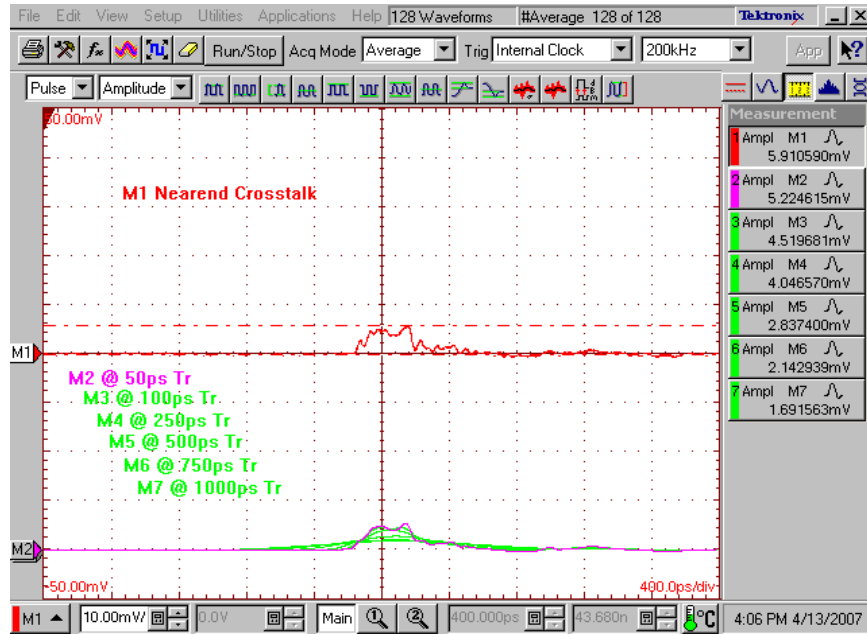 File Edit View Setup Utilities Applications Help 128 Waveforms #Average 128 of 128 Tektronix
Run/Stop Acq Mode Average Trig Internal Clock 200kHz App
Pulse Amplitude
50.00mV
Measurement
1 Ampl M1
5.910590mV
2 Ampl M2
5.224615mV
3 Ampl M3
4.519681mV
4 Ampl M4
4.046570mV
5 Ampl M5
2.837400mV
6 Ampl M6
2.142939mV
7 Ampl M7
1.691563mV
M1 Nearend Crosstalk
M1
M2 @ 50ps Tr
M3 @ 100ps Tr
M4 @ 250ps Tr
M5 @ 500ps Tr
M6 @ 750ps Tr
M7 @ 1000ps Tr
M2
-50.00mV 400.0ps/div
M1 10.00mV/ 0.0V Main 1 2 400.000ps 43.680n °C 4:06 PM 4/13/2007